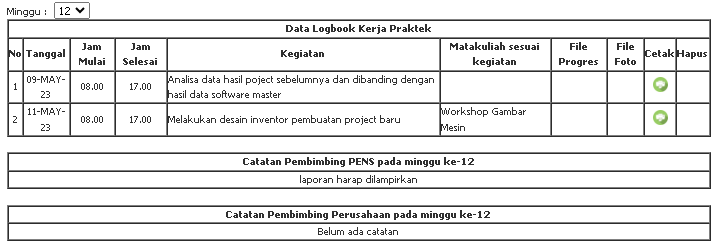 Minggu : 12
Data Logbook Kerja Praktek
No Tanggal Jam Mulai Jam Selesai Kegiatan Matakuliah sesuai kegiatan File Progres File Foto Cetak Hapus
1 09-MAY-23 08.00 17.00 Analisa data hasil poject sebelumnya dan dibanding dengan hasil data software master
2 11-MAY-23 08.00 17.00 Melakukan desain inventor pembuatan project baru Workshop Gambar Mesin
Catatan Pembimbing PENS pada minggu ke-12
laporan harap dilampirkan
Catatan Pembimbing Perusahaan pada minggu ke-12
Belum ada catatan